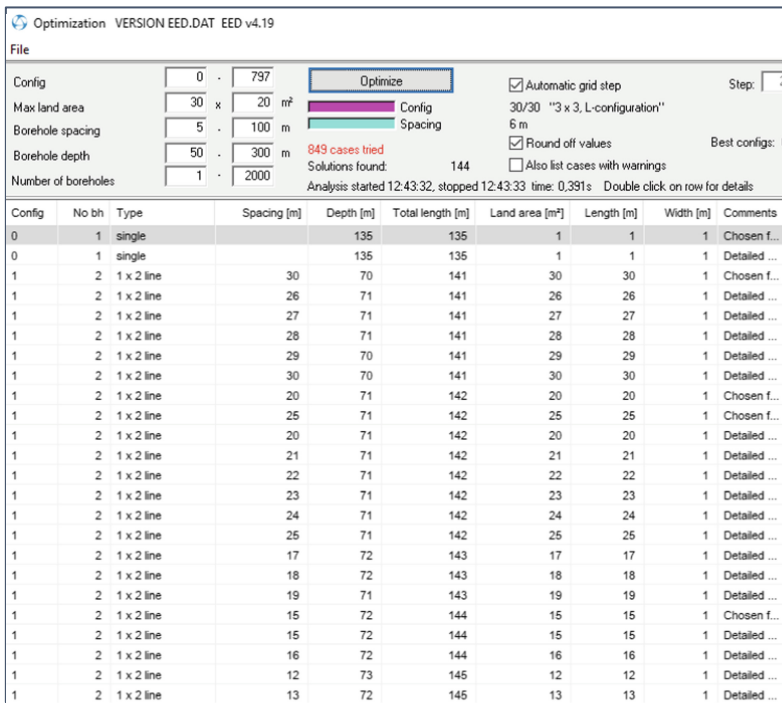 Optimization VERSION EED.DAT EED v4.19
File
Config 0 - 797 Optimize Automatic grid step Step:
Max land area 30 x 20 m² Config 30/30 "3 x 3, L-configuration"
Borehole spacing 5 - 100 m Spacing 6 m
Borehole depth 50 - 300 m 849 cases tried Round off values Best configs:
Number of boreholes 1 - 2000 Solutions found: 144 Also list cases with warnings
Analysis started 12:43:32, stopped 12:43:33 time: 0,391s Double click on row for details
Config No bh Type Spacing [m] Depth [m] Total length [m] Land area [m²] Length [m] Width [m] Comments
0 1 single 135 135 1 1 1 Chosen f...
0 1 single 135 135 1 1 1 Detailed ...
1 2 1 x 2 line 30 70 141 30 30 1 Chosen f...
1 2 1 x 2 line 26 71 141 26 26 1 Detailed ...
1 2 1 x 2 line 27 71 141 27 27 1 Detailed ...
1 2 1 x 2 line 28 71 141 28 28 1 Detailed ...
1 2 1 x 2 line 29 70 141 29 29 1 Detailed ...
1 2 1 x 2 line 30 70 141 30 30 1 Detailed ...
1 2 1 x 2 line 20 71 142 20 20 1 Chosen f...
1 2 1 x 2 line 25 71 142 25 25 1 Chosen f...
1 2 1 x 2 line 20 71 142 20 20 1 Detailed ...
1 2 1 x 2 line 21 71 142 21 21 1 Detailed ...
1 2 1 x 2 line 22 71 142 22 22 1 Detailed ...
1 2 1 x 2 line 23 71 142 23 23 1 Detailed ...
1 2 1 x 2 line 24 71 142 24 24 1 Detailed ...
1 2 1 x 2 line 25 71 142 25 25 1 Detailed ...
1 2 1 x 2 line 17 72 143 17 17 1 Detailed ...
1 2 1 x 2 line 18 72 143 18 18 1 Detailed ...
1 2 1 x 2 line 19 71 143 19 19 1 Detailed ...
1 2 1 x 2 line 15 72 144 15 15 1 Chosen f...
1 2 1 x 2 line 15 72 144 15 15 1 Detailed ...
1 2 1 x 2 line 16 72 144 16 16 1 Detailed ...
1 2 1 x 2 line 12 73 145 12 12 1 Detailed ...
1 2 1 x 2 line 13 72 145 13 13 1 Detailed ...